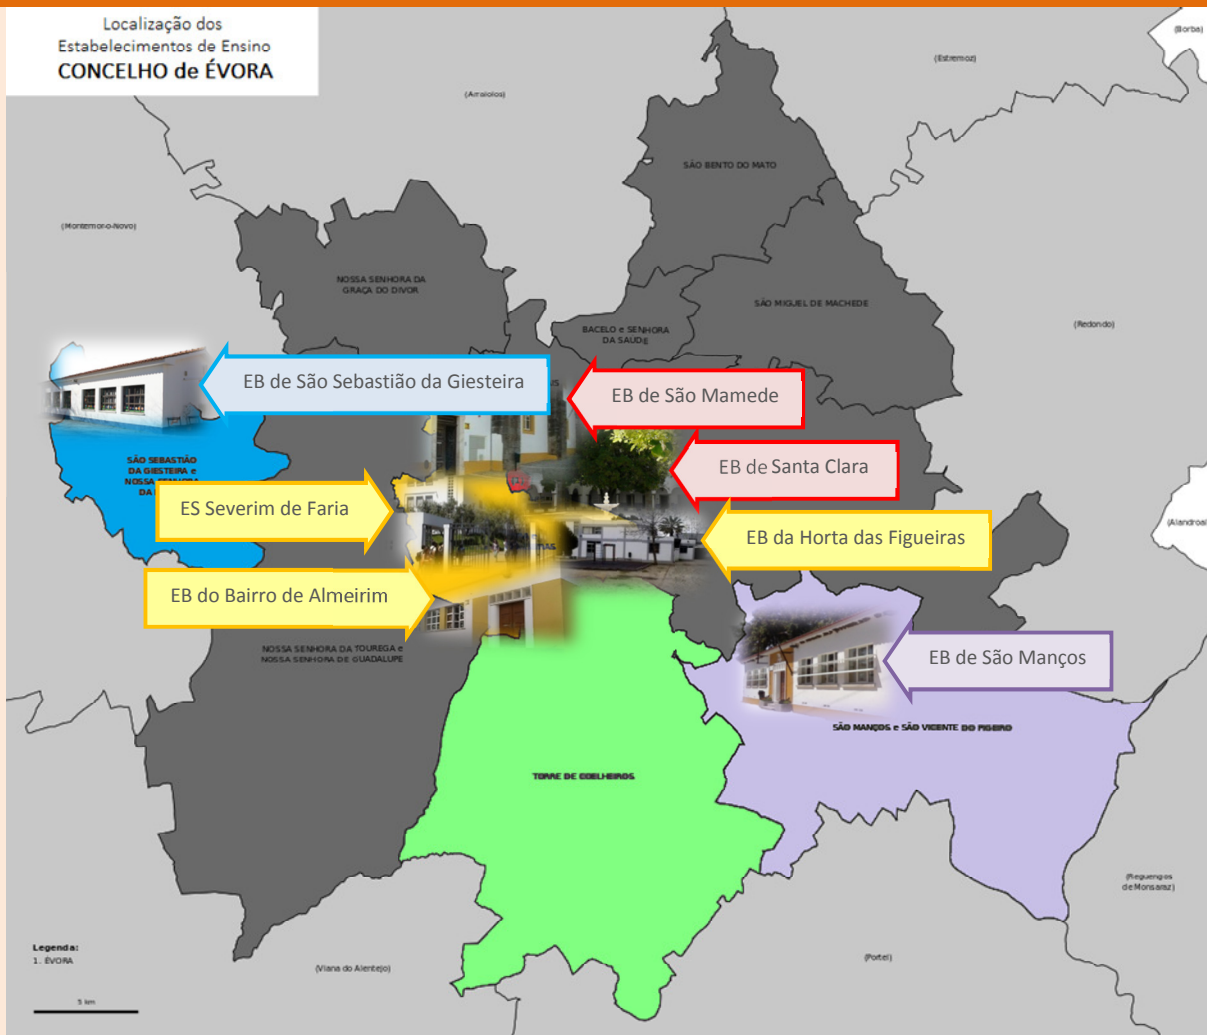 Localização dos
Estabelecimentos de Ensino
CONCELHO de ÉVORA
(Borba)
(Estremoz)
(Arraiolos)
SÃO BENTO DO MATO
(Montemor-o-Novo)
NOSSA SENHORA DA
GRAÇA DO DIVOR
SÃO MIGUEL DE MACHEDE
BACELO e SENHORA
DA SAÚDE
(Redondo)
EB de São Sebastião da Giesteira
EB de São Mamede
SÃO SEBASTIÃO
DA GIESTEIRA e
NOSSA SENHORA
DA
EB de Santa Clara
ES Severim de Faria
(Alandroal)
EB da Horta das Figueiras
EB do Bairro de Almeirim
NOSSA SENHORA DA TOUREGA e
NOSSA SENHORA DE GUADALUPE
EB de São Manços
SÃO MANÇOS e SÃO VICENTE DO PIGEIRO
TORRE DE COELHEIROS
(Reguengos
de Monsaraz)
Legenda:
1. ÉVORA
(Viana do Alentejo)
(Portel)
5 km